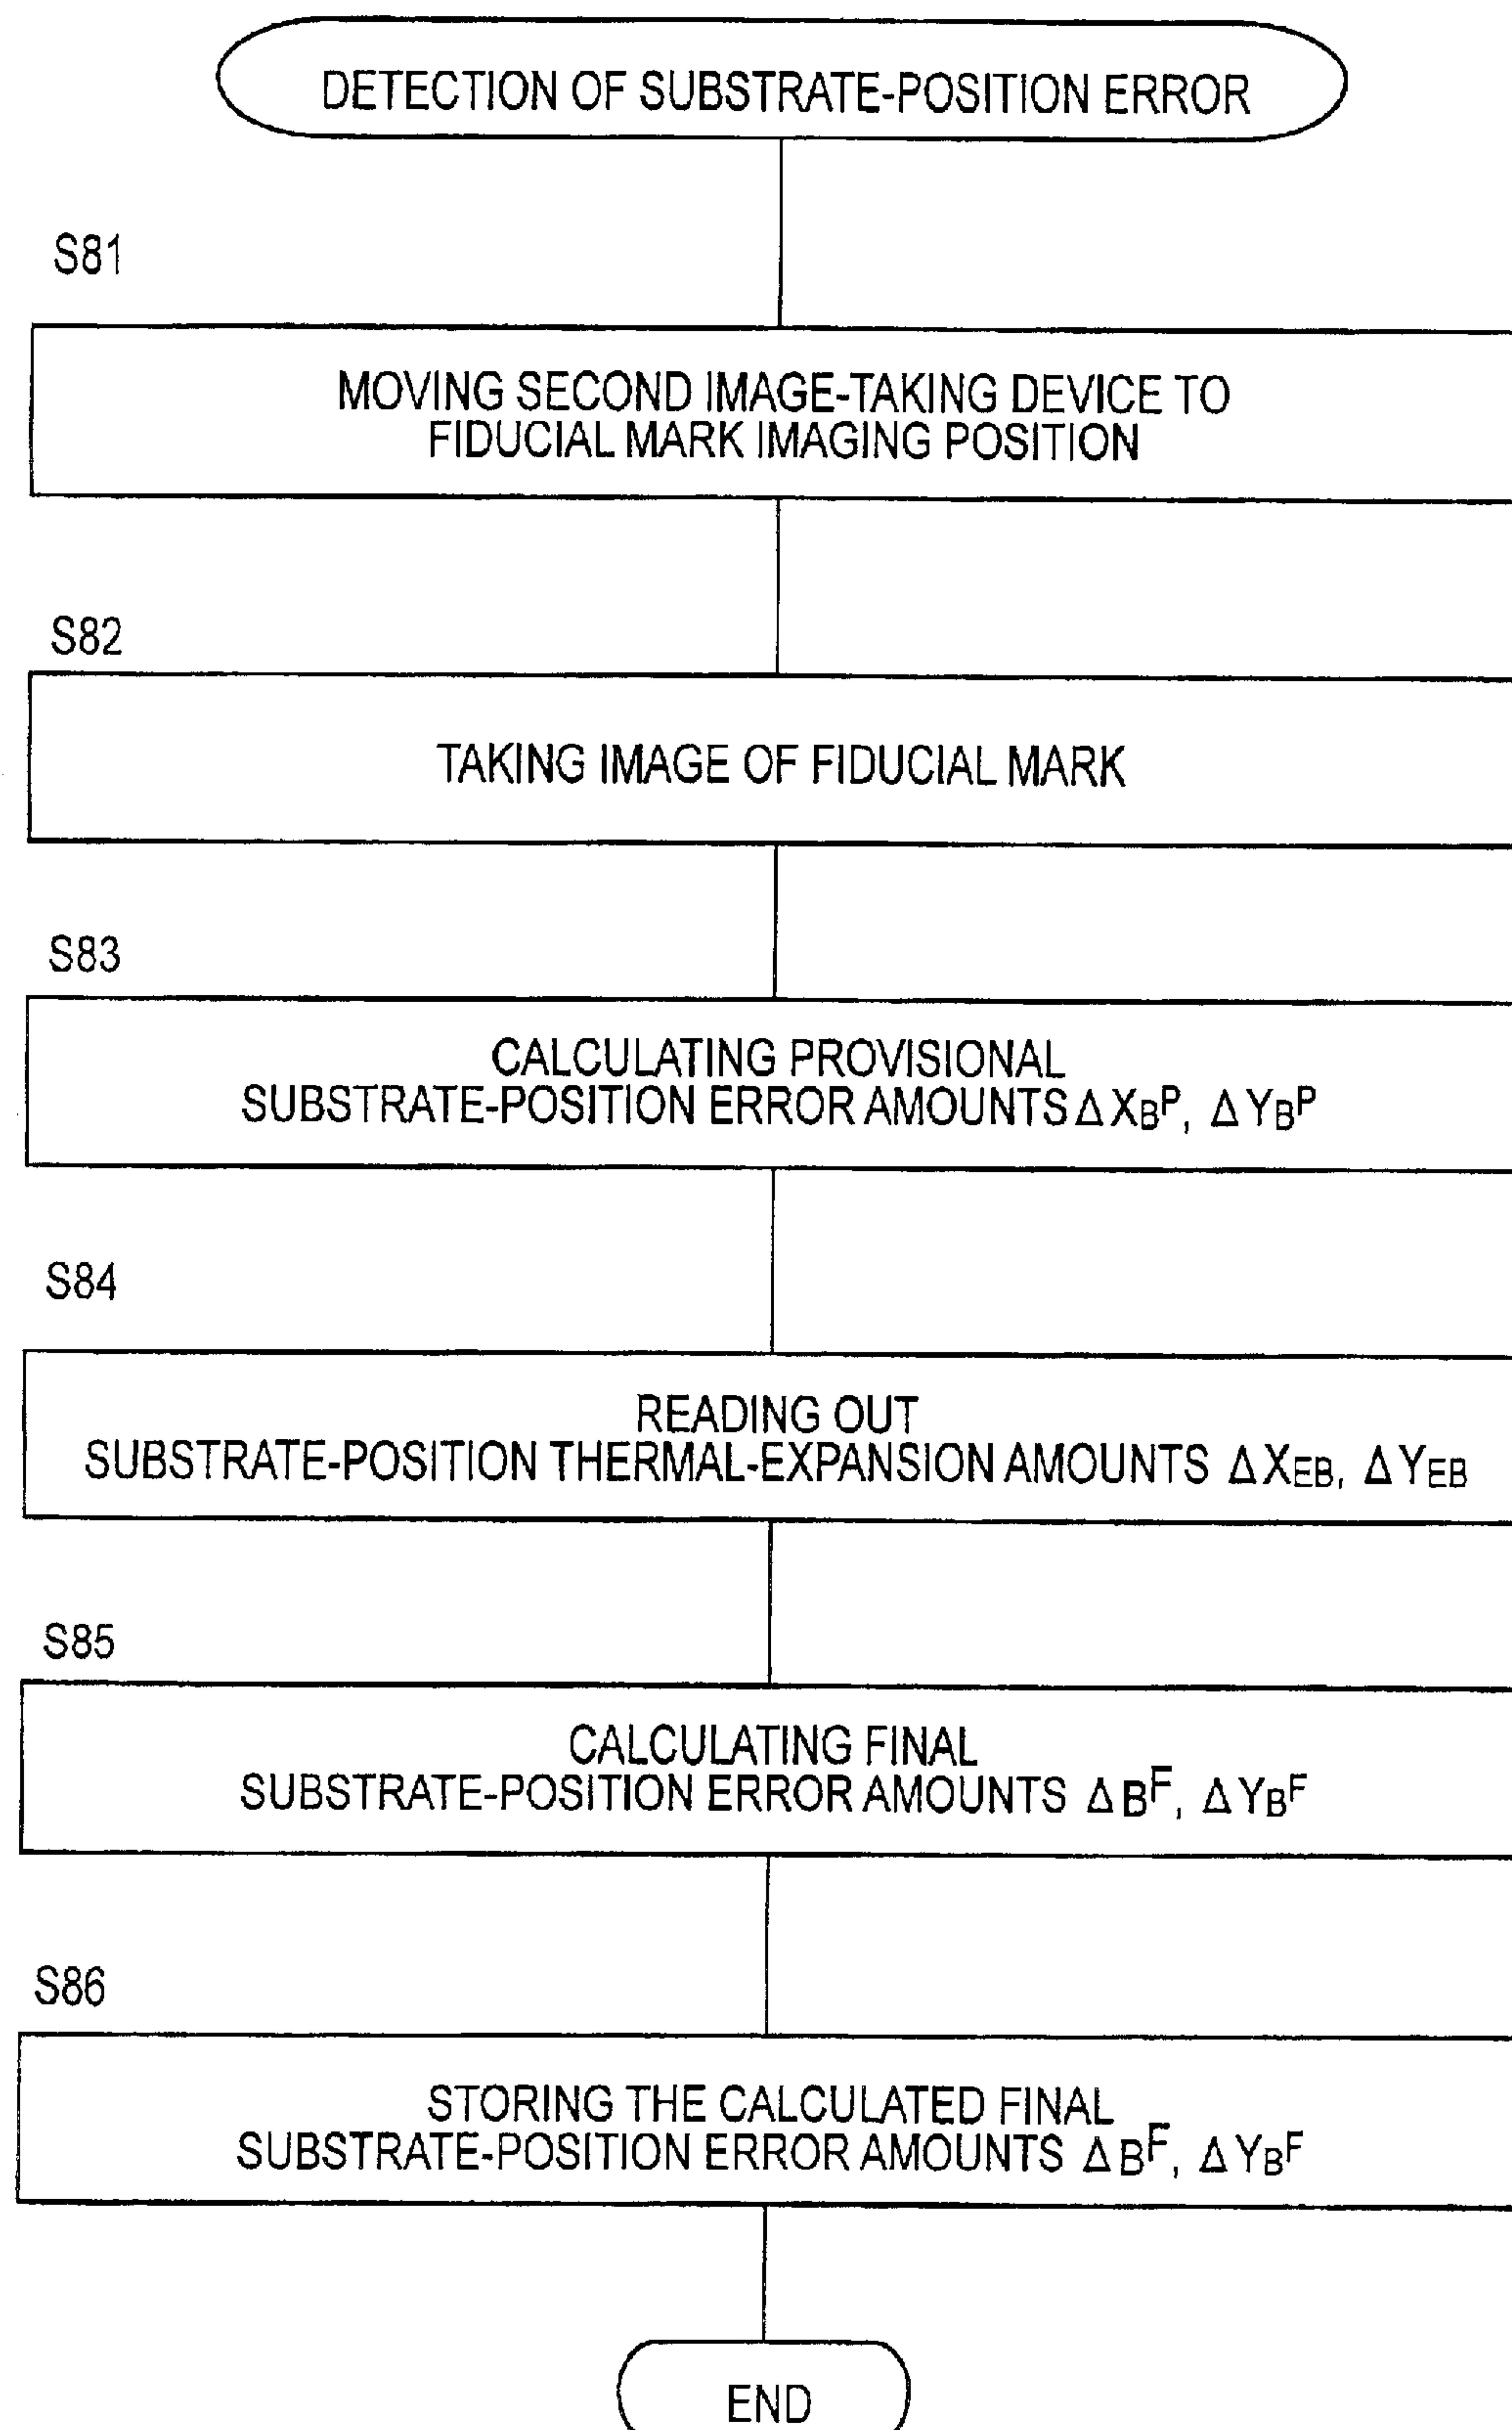 DETECTION OF SUBSTRATE-POSITION ERROR
S81
MOVING SECOND IMAGE-TAKING DEVICE TO
FIDUCIAL MARK IMAGING POSITION
S82
TAKING IMAGE OF FIDUCIAL MARK
S83
CALCULATING PROVISIONAL
SUBSTRATE-POSITION ERROR AMOUNTS ΔXBP, ΔYBP
S84
READING OUT
SUBSTRATE-POSITION THERMAL-EXPANSION AMOUNTS ΔXEB, ΔYEB
S85
CALCULATING FINAL
SUBSTRATE-POSITION ERROR AMOUNTS ΔBF, ΔYBF
S86
STORING THE CALCULATED FINAL
SUBSTRATE-POSITION ERROR AMOUNTS ΔBF, ΔYBF
END